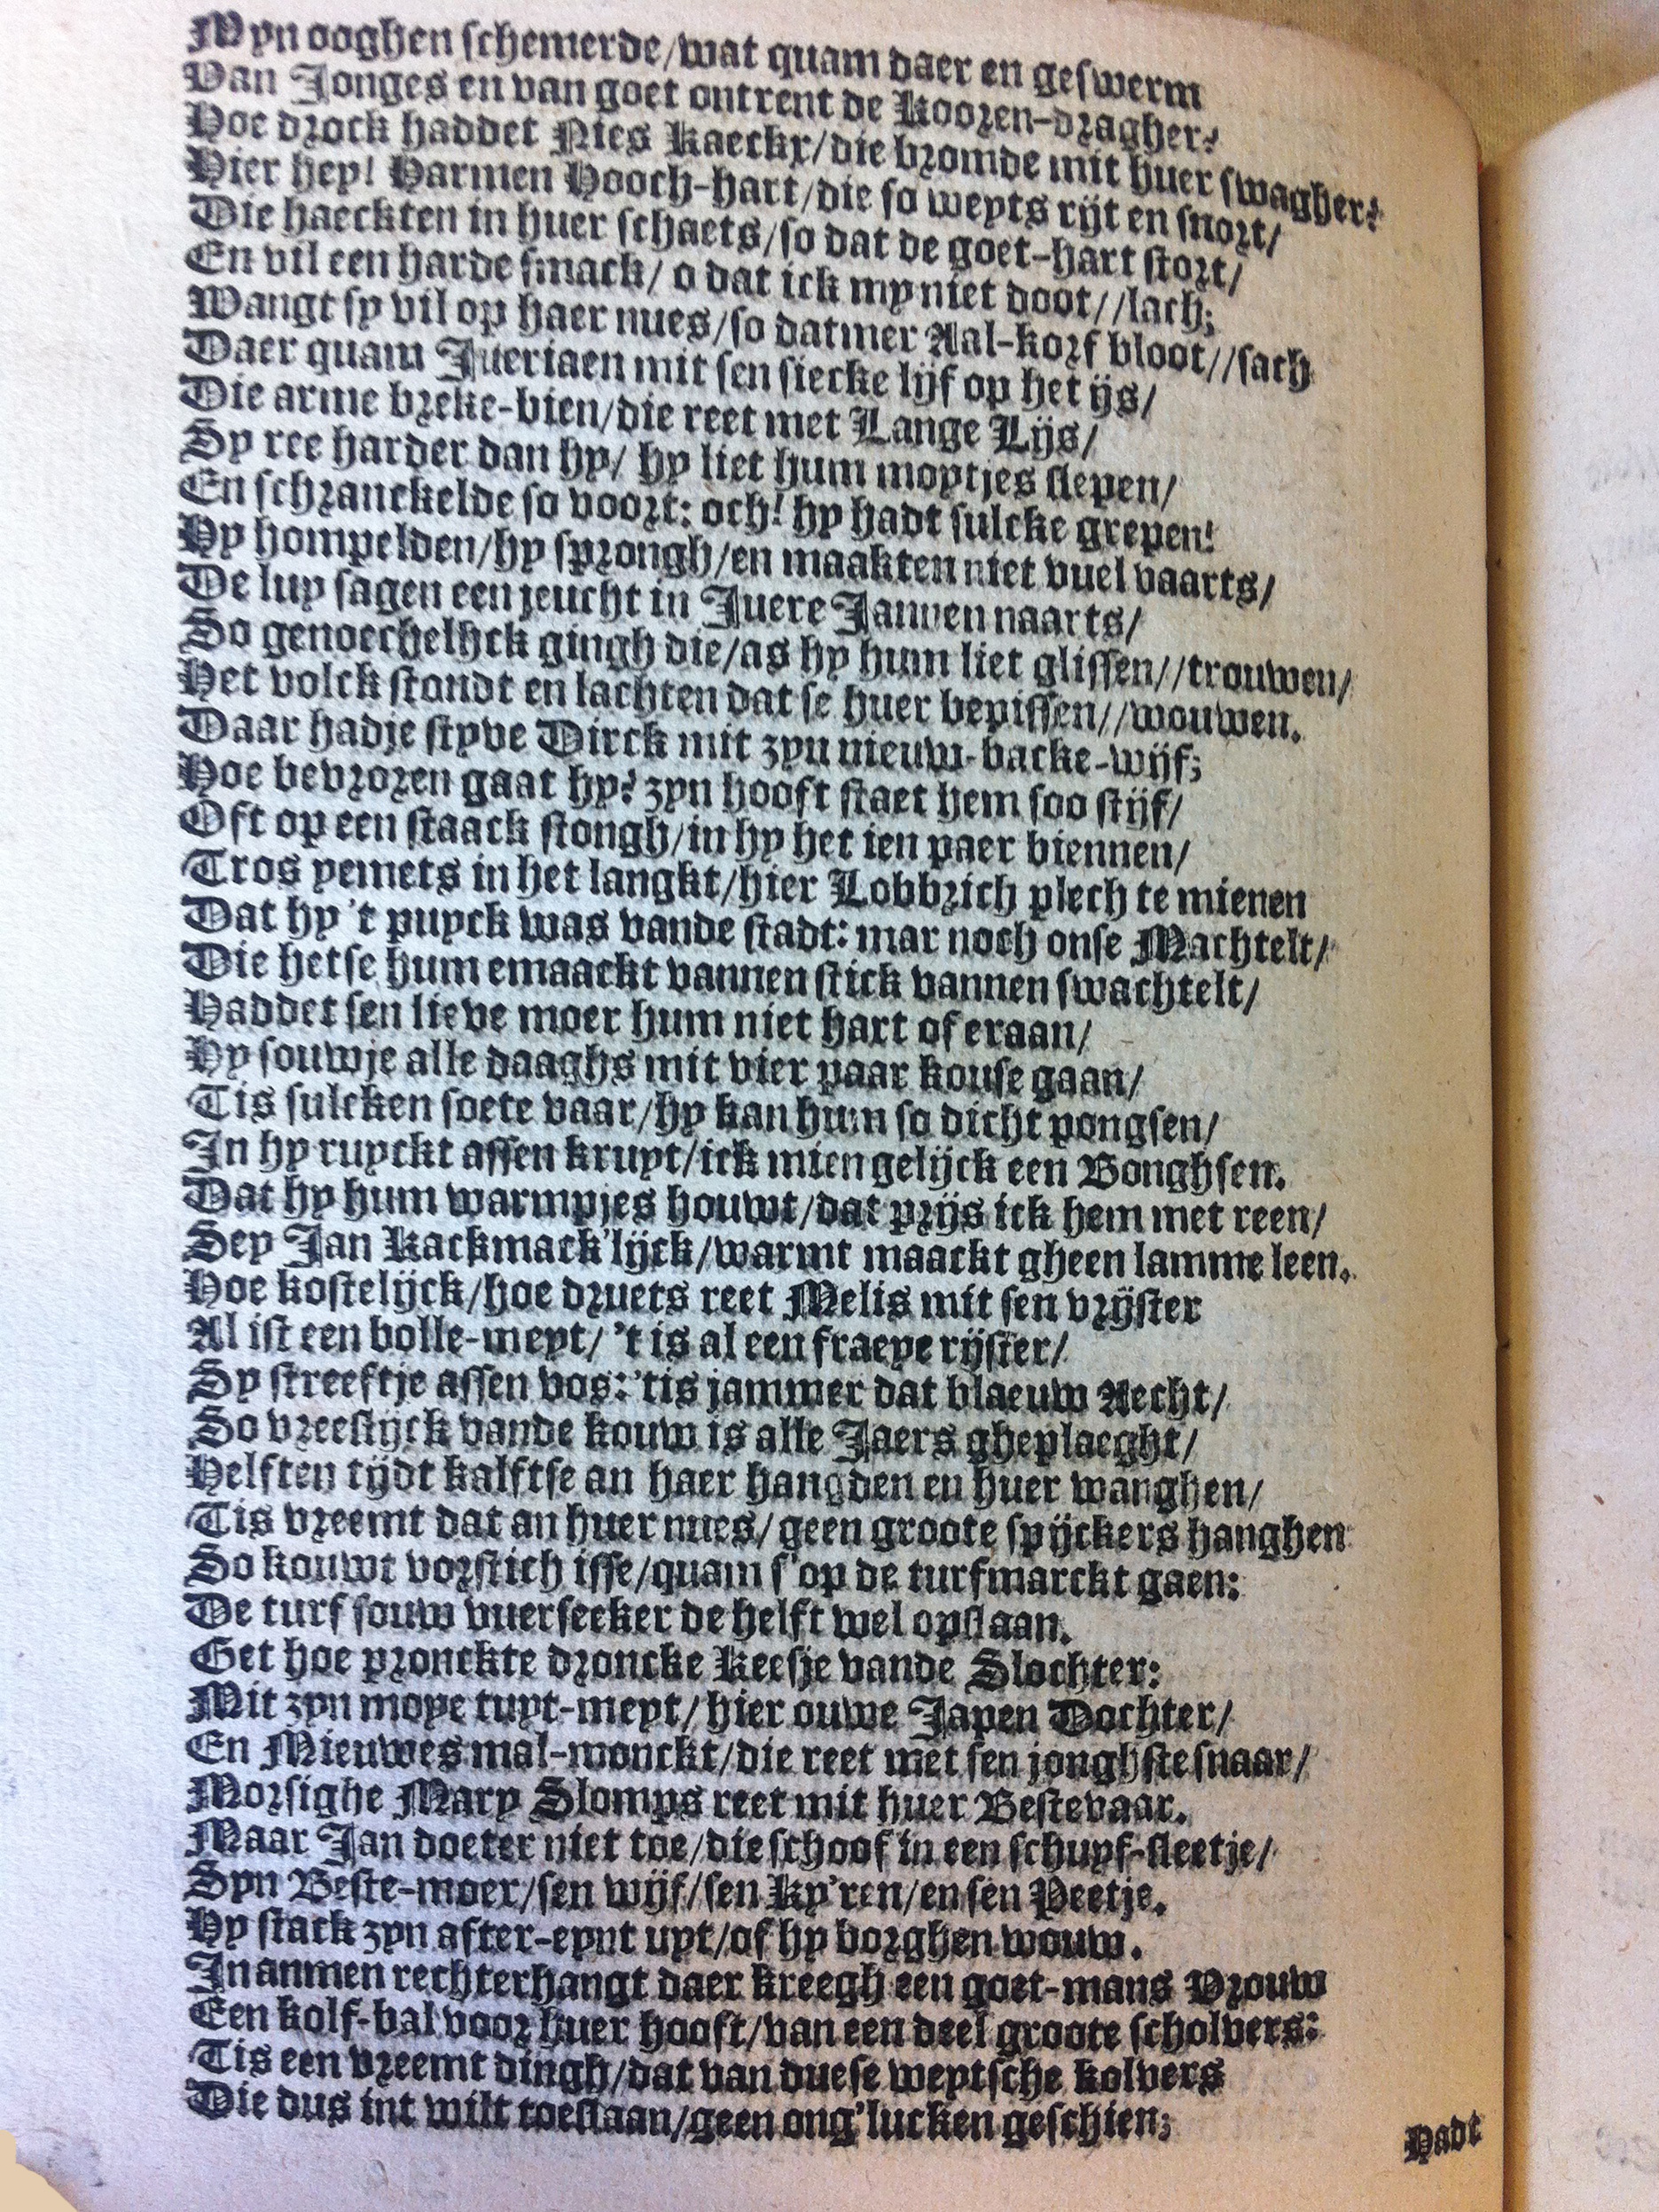 Myn ooghen schemerde/wat quam daer en geswerm
Van Jonges en van goet ontrent de Kooren-dragher?
Hoe drock haddet Nies Kaeckx/die bromde mit huer swagher?
Hier hey! Harmen Hooch-hart/die so weyts rijt en snort/
Die haeckten in huer schaets/so dat de goet-hart stort/
En vil een harde smack/ o dat ick my niet doot//lach;
Wangt sy vil op haer nues/so datmer Aal-korf bloot//sach
Daer quam Jueriaen mit sen siecke lijf op het ijs/
Die arme breke-bien/die reet met Lange Lijs/
Sy ree harder dan hy/ hy liet hum moytjes slepen/
En schranckelde so voort: och! hy hadt sulcke grepen!
Hy hompelden/hy sprongh/en maakten niet vuel vaarts/
De luy sagen een jeucht in Juere Jannen naarts/
So genoechelijck gingh die/as hy hum liet glissen//trouwen/
Het volck stondt en lachten dat se huer bepissen//wouwen.
Daar hadje styve Dirck mit zyn nieuw-backe-wijf;
Hoe bevroren gaat hy? zyn hooft staet hem soo stijf/
Oft op een staack stongh/in hy het ien paer biennen/
Tros yemets in het langkt/hier Lobbrich plech te mienen
Dat hy 't puyck was vande stadt: mar noch onse Machtelt/
Die hetse hum emaackt vannen stick vannen swachtelt/
Haddet sen lieve moer hum niet hart of eraan/
Hy souwje alle daaghs mit vier paar kouse gaan/
Tis sulcken soete vaar/hy kan hum so dicht pongsen/
In hy ruyckt assen kruyt/ick mien gelijck een Bonghsen.
Dat hy hum warmpjes houwt/dat prijs ick hem met reen/
Sey Jan Kackmack'lijck/warmt maackt gheen lamme leen.
Hoe kostelijck/hoe druets reet Melis mit sen vrijster
Al ist een bolle-meyt/ 't is al een fraeye rijster/
Sy streeftje assen vos: 'tis jammer dat blaeuw Aecht/
So vreeslijck vande kouw is alle Jaers gheplaeght/
Helften tijdt kalftse an haer hangden en huer wanghen/
Tis vreemt dat an huer nues/geen groote spijckers hanghen
So kouwt vorstich isse/quam s'op de turfmarckt gaen:
De turf souw vuerseeker de helft wel opslaan.
Get hoe pronckte droncke Keesje vande Slochter:
Mit zyn moye tuyt-meyt/hier ouwe Japen Dochter/
En Mieuwes mal-monckt/die reet met sen jonghste snaar/
Morsighe Mary Slomps reet mit huer Bestevaar.
Maar Jan doeter niet toe/die schoof in een schuyf-sleetje/
Syn Beste-moer/sen wijf/sen Ky'ren/en sen Peetje.
Hy stack zyn after-eynt uyt/of hy borghen wouw.
In anmen rechterhangt daer kreegh een goet-mans Vrouw
Een kolf-bal voor huer hooft/van een deel groote scholvers:
Tis een vreemt dingh/dat van duese weytsche kolvers
Die dus int wilt toeslaan/geen ong'lucken geschien;
Hadt